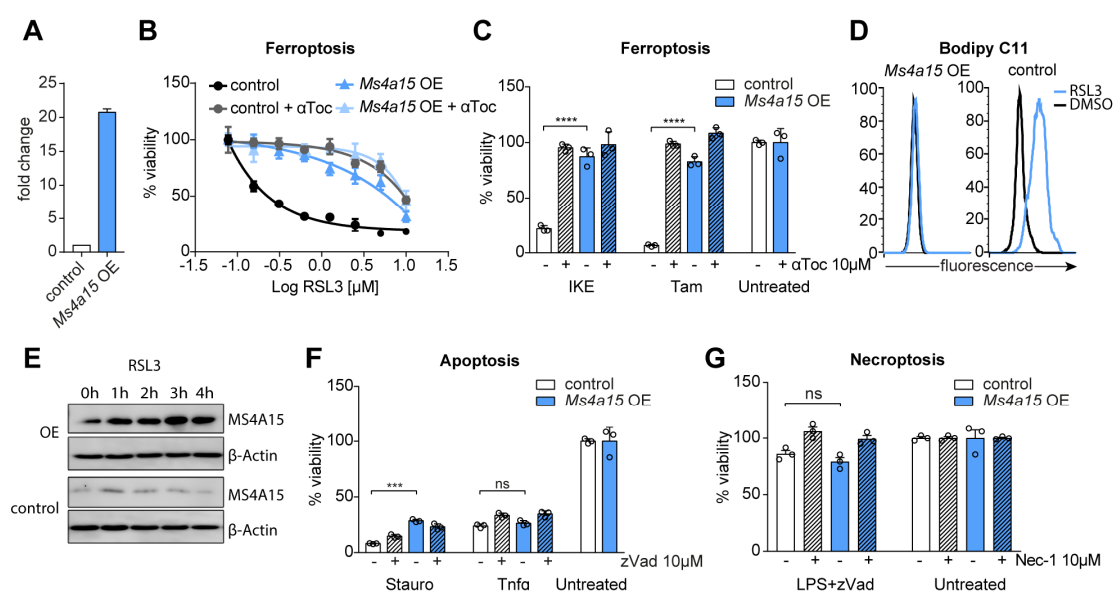 A
fold change
25
20
15
10
5
0
control
Ms4a15 OE
B
Ferroptosis
control
Ms4a15 OE
control + αToc
Ms4a15 OE + αToc
% viability
150
100
50
0
-1.5 -1.0 -0.5 0.0 0.5 1.0 1.5
Log RSL3 [µM]
C
Ferroptosis
control
Ms4a15 OE
% viability
150
100
50
0
**** ****
- + - + - + - + - + αToc 10µM
IKE Tam Untreated
D
Bodipy C11
Ms4a15 OE control
RSL3
DMSO
100 100
80 80
60 60
40 40
20 20
0 0
fluorescence
E
RSL3
0h 1h 2h 3h 4h
OE
MS4A15
β-Actin
control
MS4A15
β-Actin
F
Apoptosis
control
Ms4a15 OE
% viability
150
100
50
0
*** ns
- + - + - + - + zVad 10µM
Stauro Tnfα Untreated
G
Necroptosis
control
Ms4a15 OE
% viability
150
100
50
0
ns
- + - + - + - + Nec-1 10µM
LPS+zVad Untreated